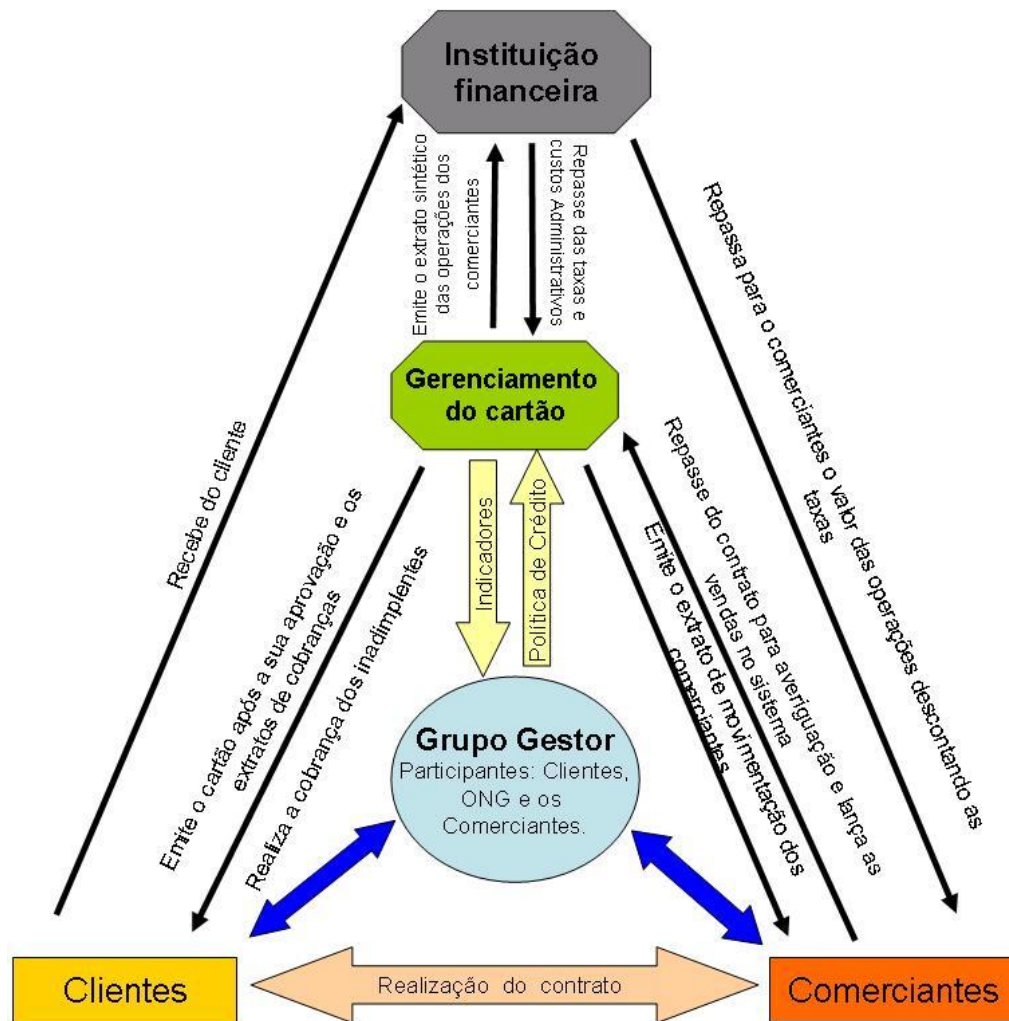 Instituição
financeira
Emite o extrato sintético
das operações dos
comerciantes
Repasse das taxas e
custos Administrativos
Recebe do cliente
Repassa para o comerciantes o valor das operações descontando as
taxas
Gerenciamento
do cartão
Emite o cartão após a sua aprovação e os
extratos de cobranças
Realiza a cobrança dos inadimplentes
Indicadores
Política de Crédito
Repasse do contrato para averiguação e lança as
vendas no sistema
Emite o extrato de movimentação dos
comerciantes
Grupo Gestor
Participantes: Clientes,
ONG e os
Comerciantes.
Clientes
Realização do contrato
Comerciantes